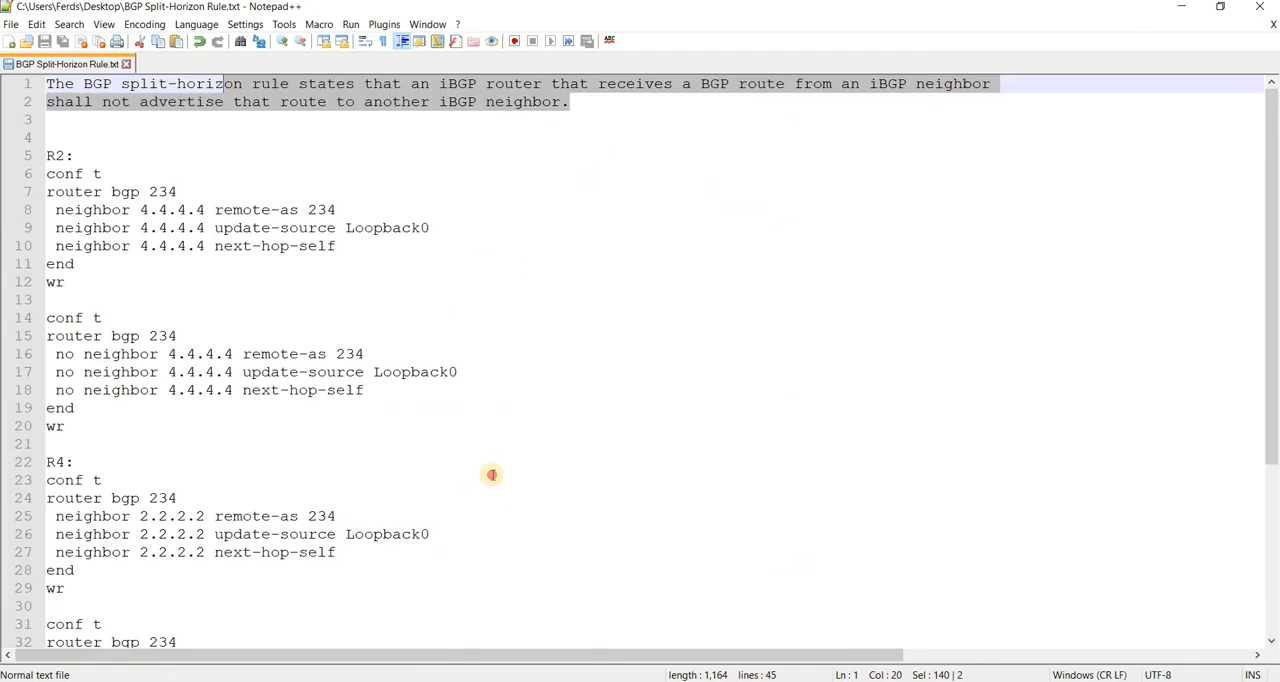 C:\Users\Ferds\Desktop\BGP Split-Horizon Rule.txt - Notepad++
File Edit Search View Encoding Language Settings Tools Macro Run Plugins Window ? X
BGP Split-Horizon Rule.txt
1 The BGP split-horizon rule states that an iBGP router that receives a BGP route from an iBGP neighbor
2 shall not advertise that route to another iBGP neighbor.
3
4
5 R2:
6 conf t
7 router bgp 234
8 neighbor 4.4.4.4 remote-as 234
9 neighbor 4.4.4.4 update-source Loopback0
10 neighbor 4.4.4.4 next-hop-self
11 end
12 wr
13
14 conf t
15 router bgp 234
16 no neighbor 4.4.4.4 remote-as 234
17 no neighbor 4.4.4.4 update-source Loopback0
18 no neighbor 4.4.4.4 next-hop-self
19 end
20 wr
21
22 R4:
23 conf t
24 router bgp 234
25 neighbor 2.2.2.2 remote-as 234
26 neighbor 2.2.2.2 update-source Loopback0
27 neighbor 2.2.2.2 next-hop-self
28 end
29 wr
30
31 conf t
32 router bgp 234
Normal text file length : 1,164 lines : 45 Ln : 1 Col : 20 Sel : 140 | 2 Windows (CR LF) UTF-8 INS